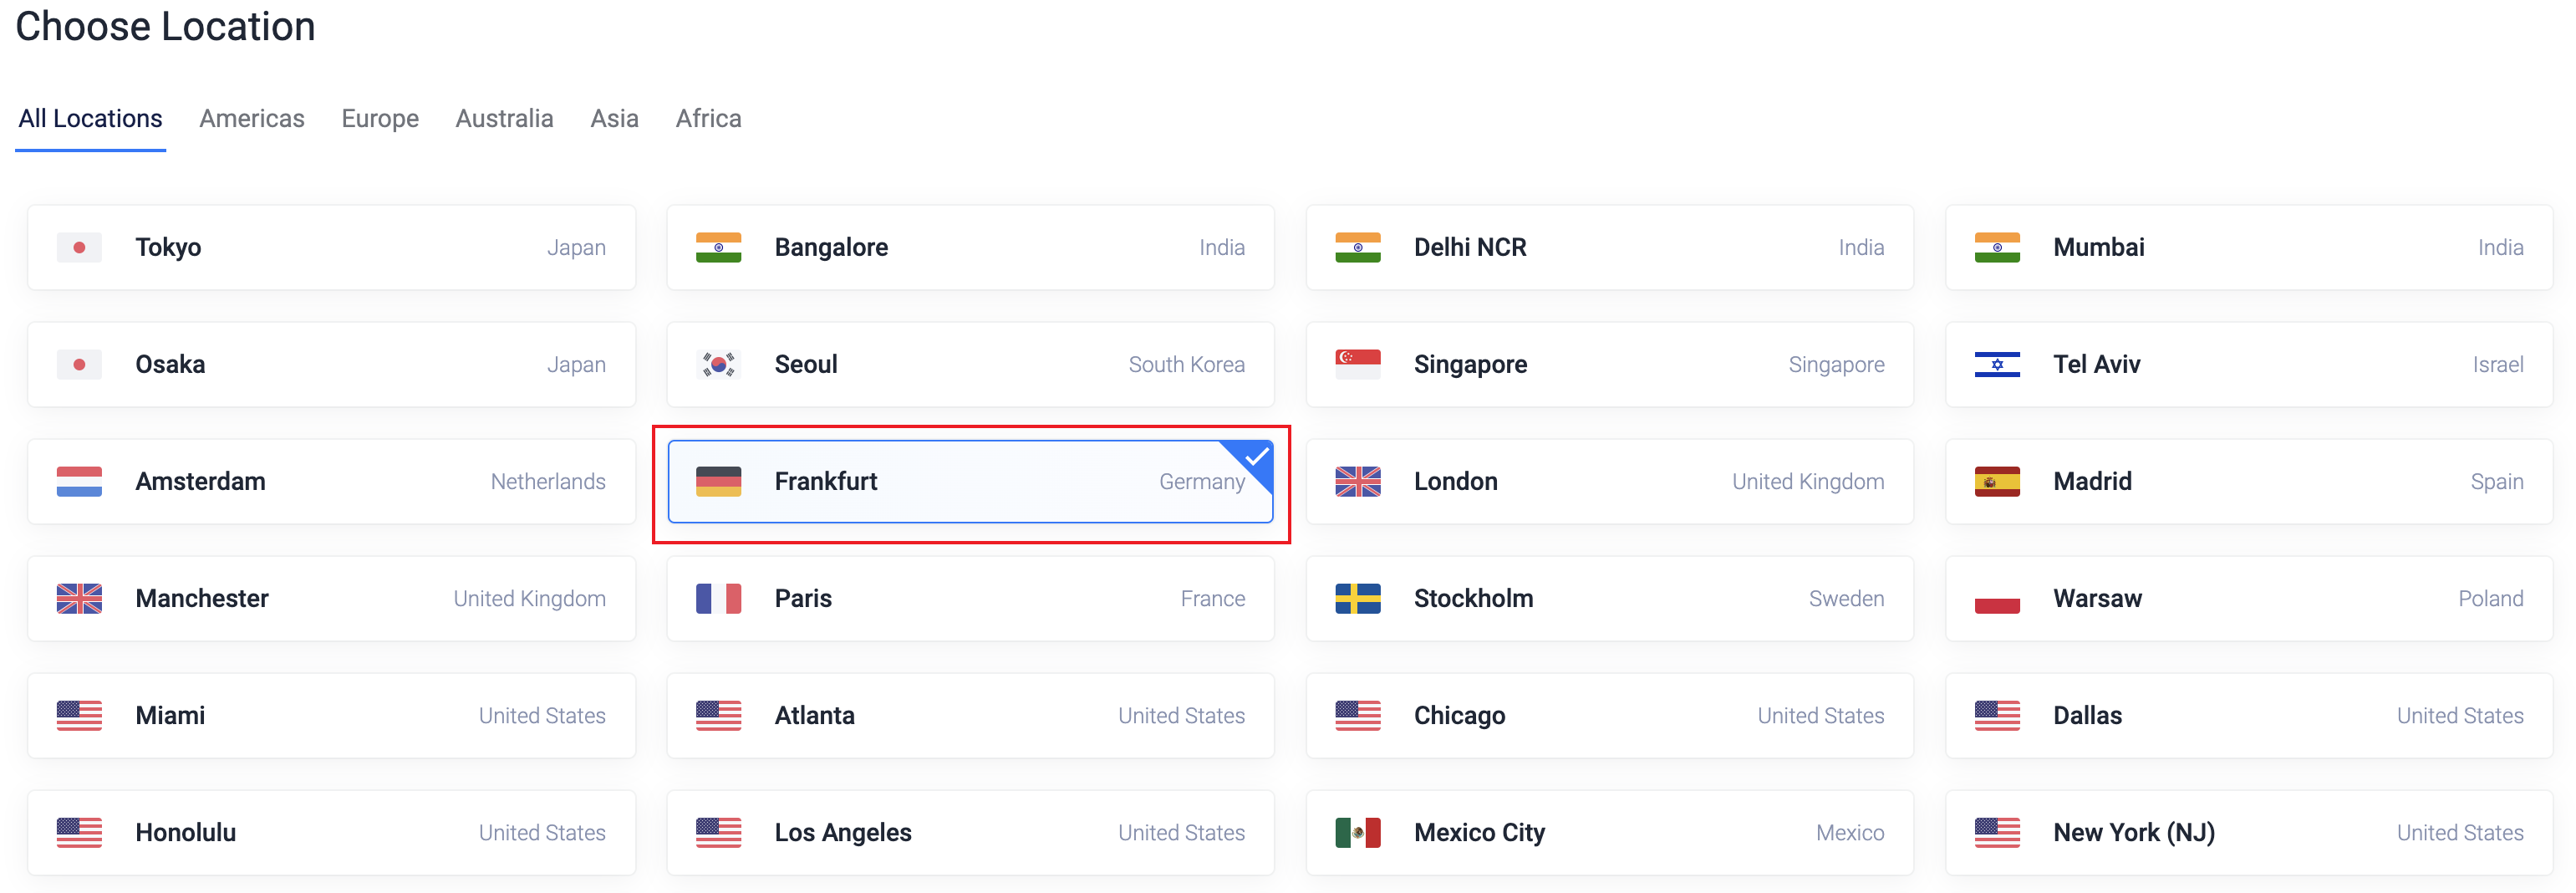 Choose Location
All Locations Americas Europe Australia Asia Africa
Tokyo Japan Bangalore India Delhi NCR India Mumbai India
Osaka Japan Seoul South Korea Singapore Singapore Tel Aviv Israel
Amsterdam Netherlands Frankfurt Germany London United Kingdom Madrid Spain
Manchester United Kingdom Paris France Stockholm Sweden Warsaw Poland
Miami United States Atlanta United States Chicago United States Dallas United States
Honolulu United States Los Angeles United States Mexico City Mexico New York (NJ) United States